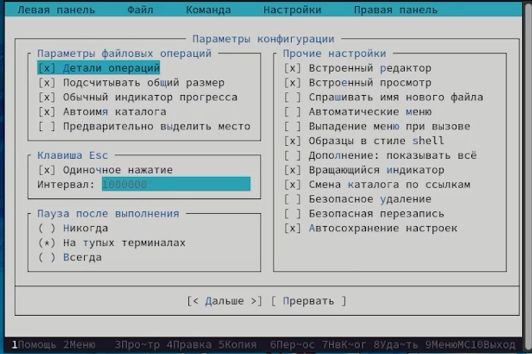 Левая панель Файл Команда Настройки Правая панель
Параметры конфигурации
Параметры файловых операций
[x] Детали операций
[x] Подсчитывать общий размер
[x] Обычный индикатор прогресса
[x] Автоимя каталога
[ ] Предварительно выделить место
Клавиша Esc
[x] Одиночное нажатие
Интервал: 1000000
Пауза после выполнения
( ) Никогда
(*) На тупых терминалах
( ) Всегда
Прочие настройки
[x] Встроенный редактор
[x] Встроенный просмотр
[ ] Спрашивать имя нового файла
[ ] Автоматические меню
[ ] Выпадение меню при вызове
[x] Образцы в стиле shell
[ ] Дополнение: показывать всё
[x] Вращающийся индикатор
[x] Смена каталога по ссылкам
[ ] Безопасное удаление
[ ] Безопасная перезапись
[x] Автосохранение настроек
[< Дальше >] [ Прервать ]
1Помощь 2Меню 3Про~тр 4Правка 5Копия 6Пер~ос 7НвК~ог 8Уда~ть 9МенюMC10Выход